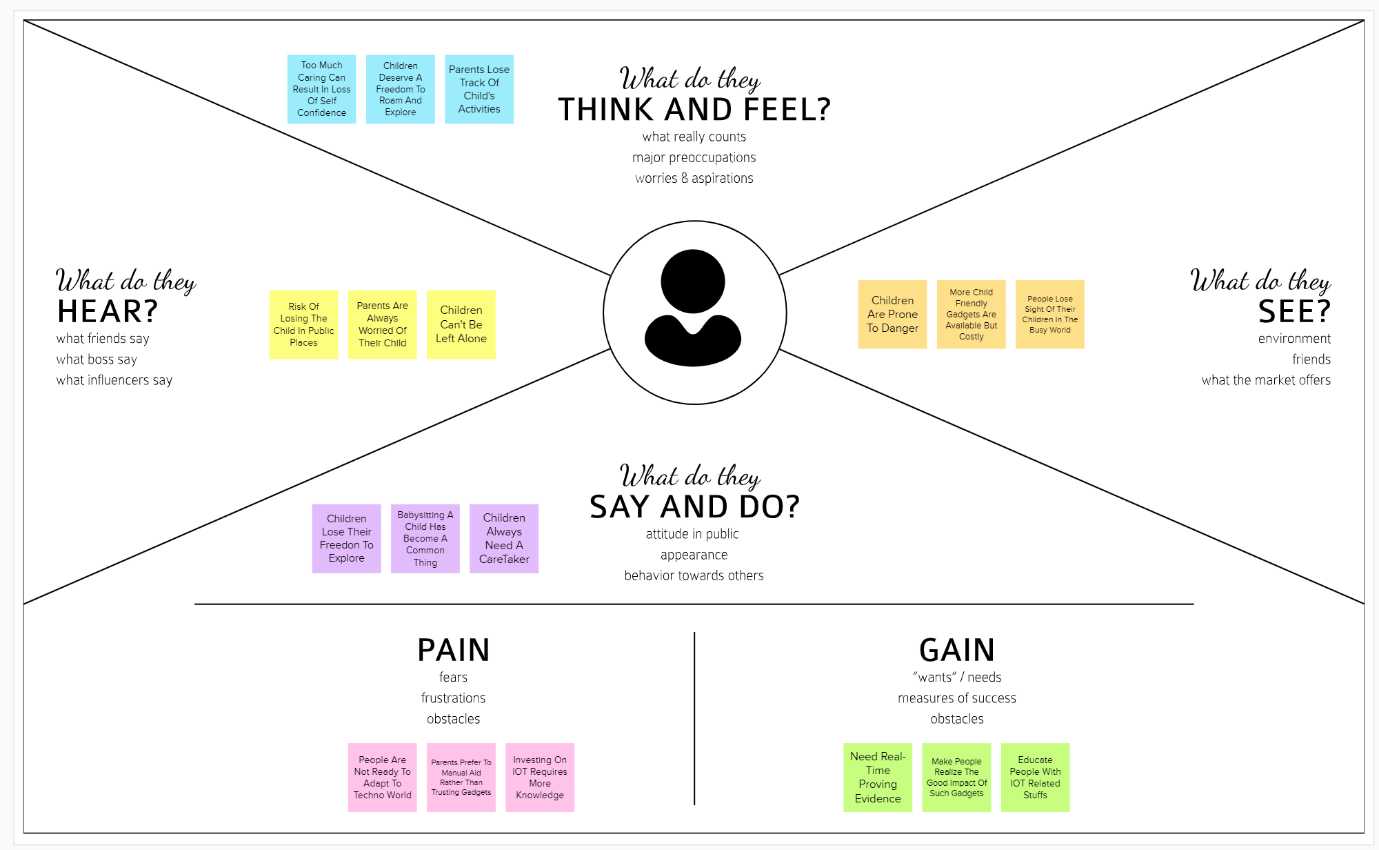 Too Much
Caring Can
Result In Loss
Of Self
Confidence
Children
Deserve A
Freedom To
Roam And
Explore
Parents Lose
Track Of
Child's
Activities
What do they
THINK AND FEEL?
what really counts
major preoccupations
worries & aspirations
What do they
HEAR?
what friends say
what boss say
what influencers say
Risk Of
Losing The
Child In Public
Places
Parents Are
Always
Worried Of
Their Child
Children
Can't Be
Left Alone
Children
Are Prone
To Danger
More Child
Friendly
Gadgets Are
Available But
Costly
People Lose
Sight Of Their
Children In The
Busy World
What do they
SEE?
environment
friends
what the market offers
What do they
SAY AND DO?
attitude in public
appearance
behavior towards others
Children
Lose Their
Freedon To
Explore
Babysitting A
Child Has
Become A
Common
Thing
Children
Always
Need A
CareTaker
PAIN
fears
frustrations
obstacles
People Are
Not Ready To
Adapt To
Techno World
Parents Prefer To
Manual Aid
Rather Than
Trusting Gadgets
Investing On
IOT Requires
More
Knowledge
GAIN
"wants" / needs
measures of success
obstacles
Need Real-
Time
Proving
Evidence
Make People
Realize The
Good Impact Of
Such Gadgets
Educate
People With
IOT Related
Stuffs